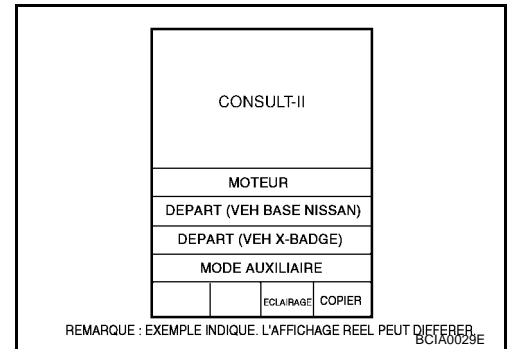 CONSULT-II
MOTEUR
DEPART (VEH BASE NISSAN)
DEPART (VEH X-BADGE)
MODE AUXILIAIRE
ECLAIRAGE COPIER
REMARQUE : EXEMPLE INDIQUE. L'AFFICHAGE REEL PEUT DIFFERER.
BCIA0029E